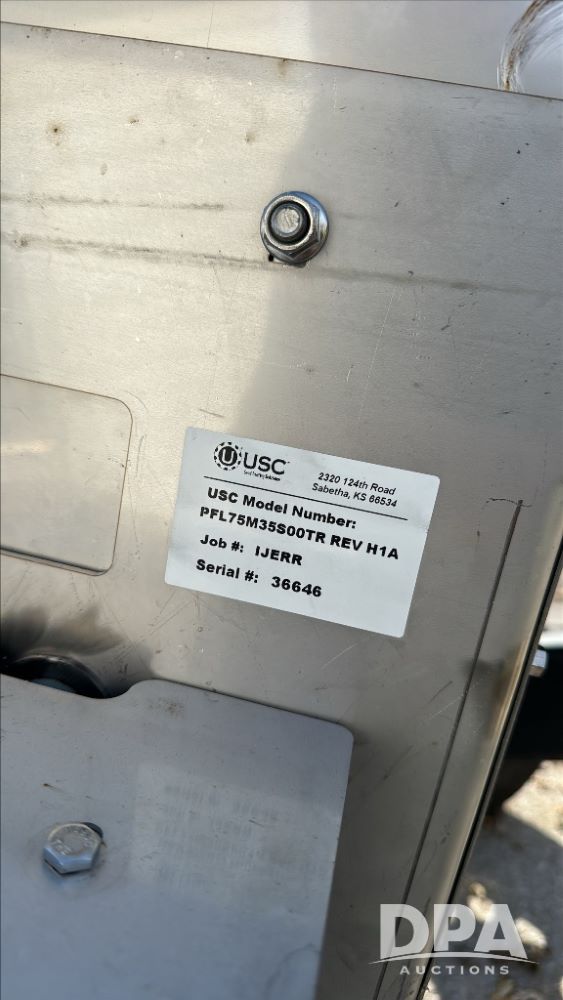 USC
2320 124th Road
Sabetha, KS 66534
USC Model Number:
PFL75M35S00TR REV H1A
Job #: IJERR
Serial #: 36646
DPA
AUCTIONS